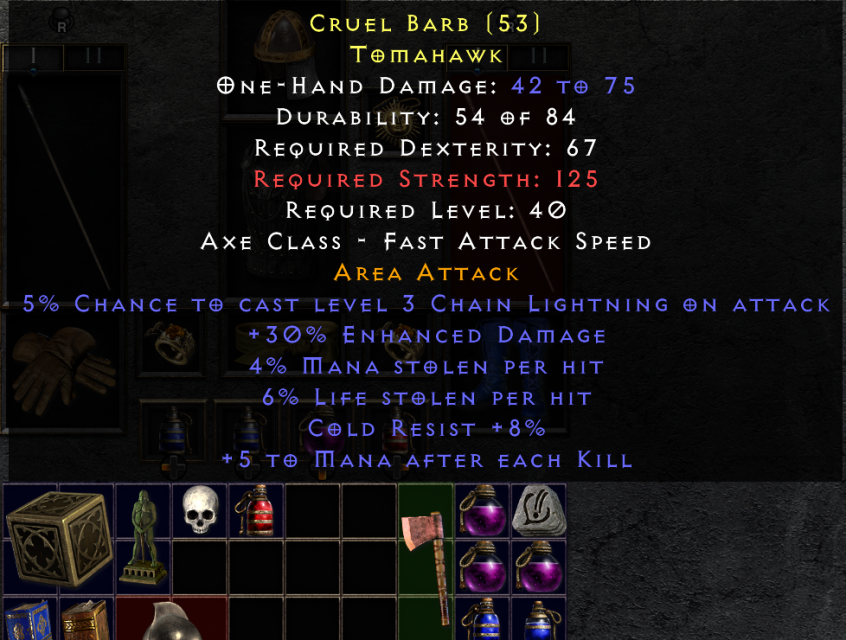 Cruel Barb (53)
Tomahawk
One-Hand Damage: 42 to 75
Durability: 54 of 84
Required Dexterity: 67
Required Strength: 125
Required Level: 40
Axe Class - Fast Attack Speed
Area Attack
5% Chance to cast level 3 Chain Lightning on attack
+30% Enhanced Damage
4% Mana stolen per hit
6% Life stolen per hit
Cold Resist +8%
+5 to Mana after each Kill
R
I II
II